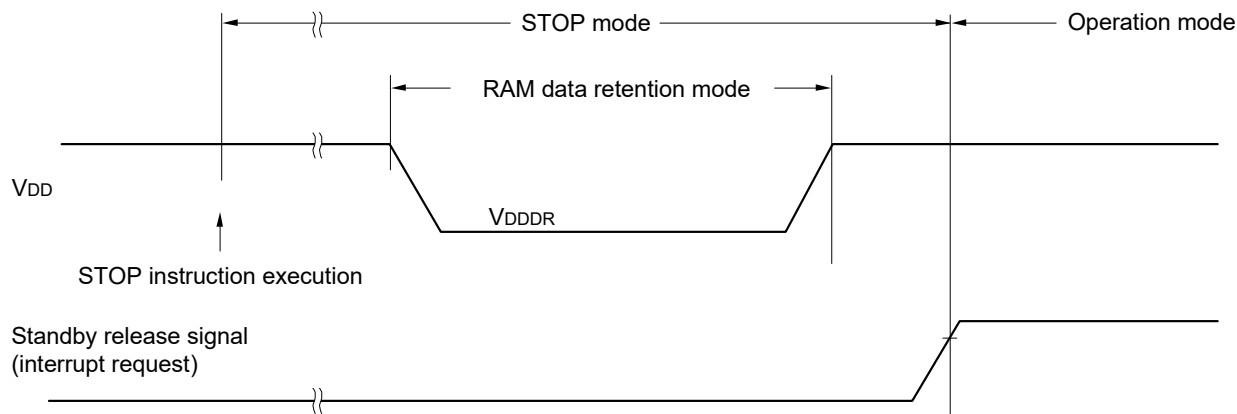 STOP mode
Operation mode
RAM data retention mode
VDD
VDDDR
STOP instruction execution
Standby release signal
(interrupt request)